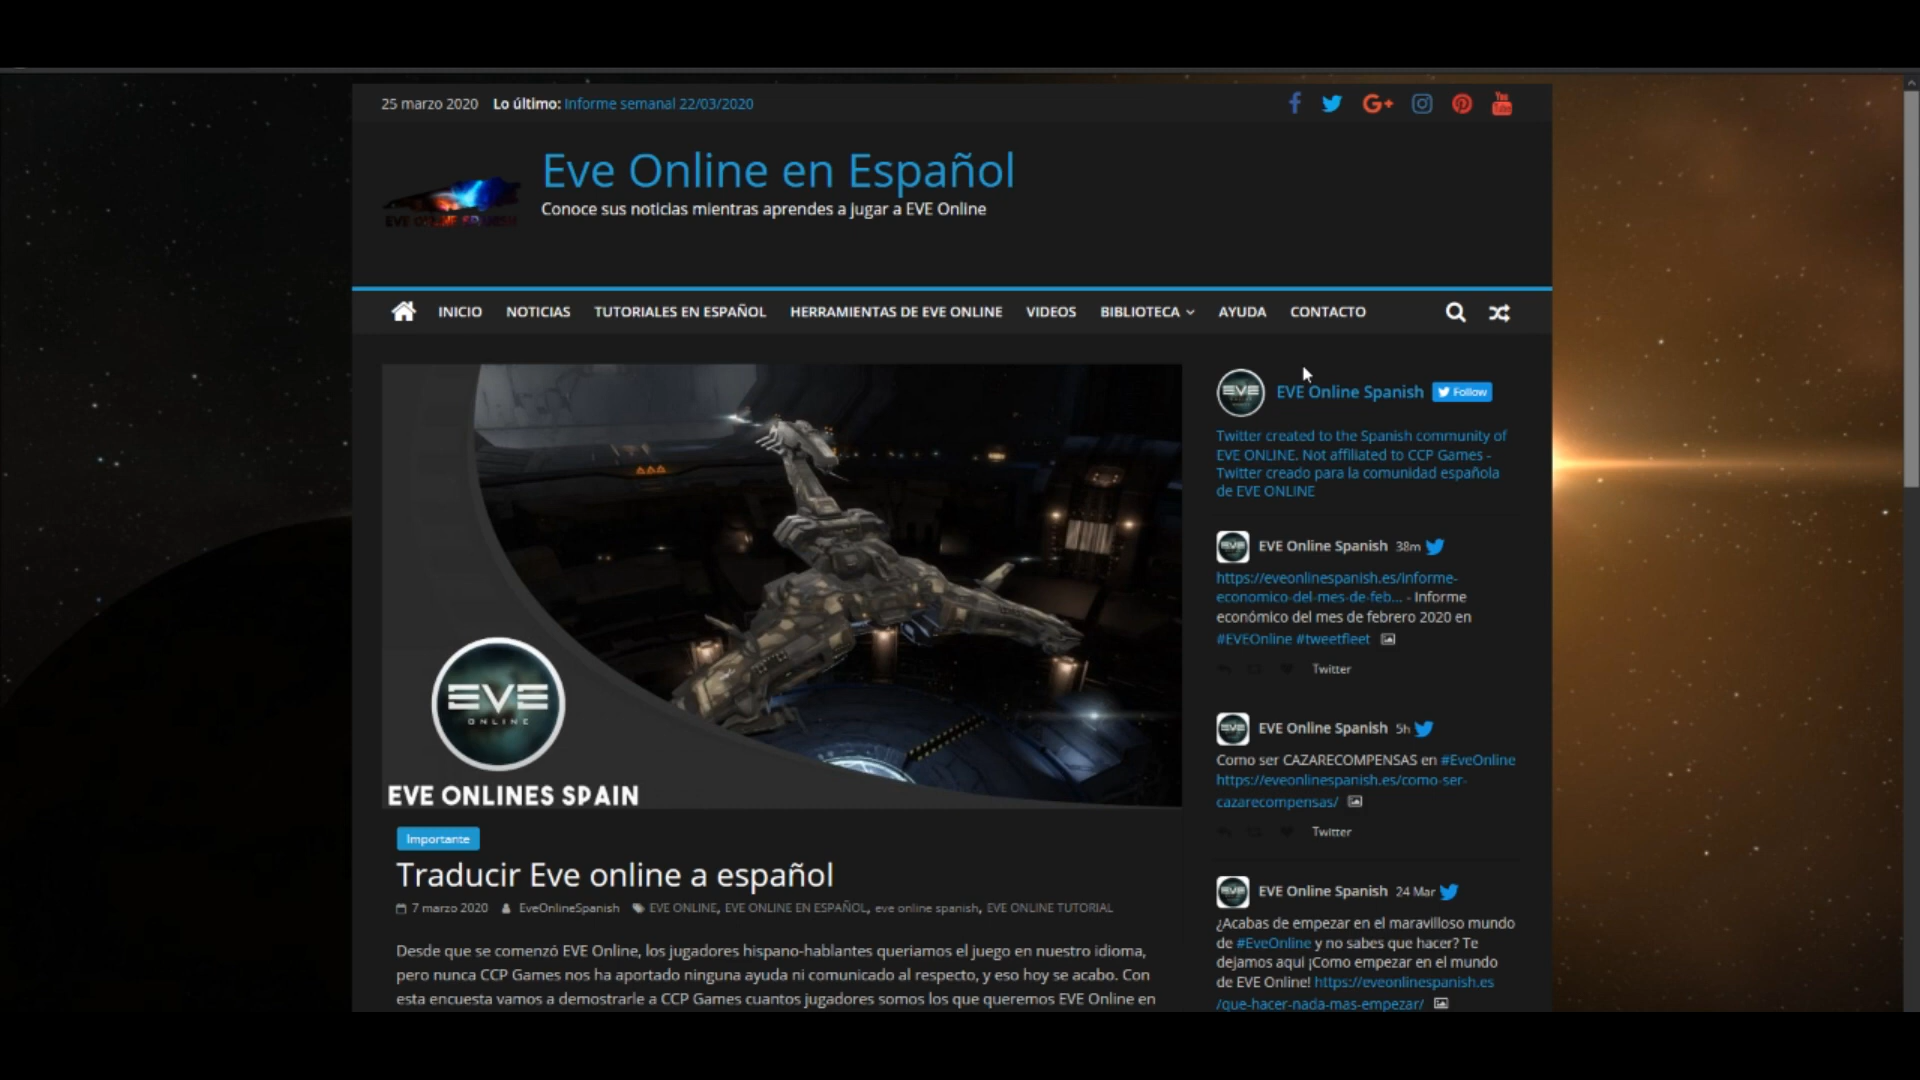 25 marzo 2020 Lo último: Informe semanal 22/03/2020
Eve Online en Español
Conoce sus noticias mientras aprendes a jugar a EVE Online
EVE ONLINE SPANISH
INICIO NOTICIAS TUTORIALES EN ESPAÑOL HERRAMIENTAS DE EVE ONLINE VIDEOS BIBLIOTECA AYUDA CONTACTO
EVE
ONLINE
EVE ONLINES SPAIN
Importante
Traducir Eve online a español
7 marzo 2020 EveOnlineSpanish EVE ONLINE, EVE ONLINE EN ESPAÑOL, eve online spanish, EVE ONLINE TUTORIAL
Desde que se comenzó EVE Online, los jugadores hispano-hablantes queriamos el juego en nuestro idioma,
pero nunca CCP Games nos ha aportado ninguna ayuda ni comunicado al respecto, y eso hoy se acabo. Con
esta encuesta vamos a demostrarle a CCP Games cuantos jugadores somos los que queremos EVE Online en
EVE Online Spanish Follow
Twitter created to the Spanish community of
EVE ONLINE. Not affiliated to CCP Games -
Twitter creado para la comunidad española
de EVE ONLINE
EVE Online Spanish 38m
https://eveonlinespanish.es/informe-
economico-del-mes-de-feb... - Informe
económico del mes de febrero 2020 en
#EVEOnline #tweetfleet
Twitter
EVE Online Spanish 5h
Como ser CAZARECOMPENSAS en #EveOnline
https://eveonlinespanish.es/como-ser-
cazarecompensas/
Twitter
EVE Online Spanish 24 Mar
¿Acabas de empezar en el maravilloso mundo
de #EveOnline y no sabes que hacer? Te
dejamos aqui ¡Como empezar en el mundo
de EVE Online! https://eveonlinespanish.es
/que-hacer-nada-mas-empezar/